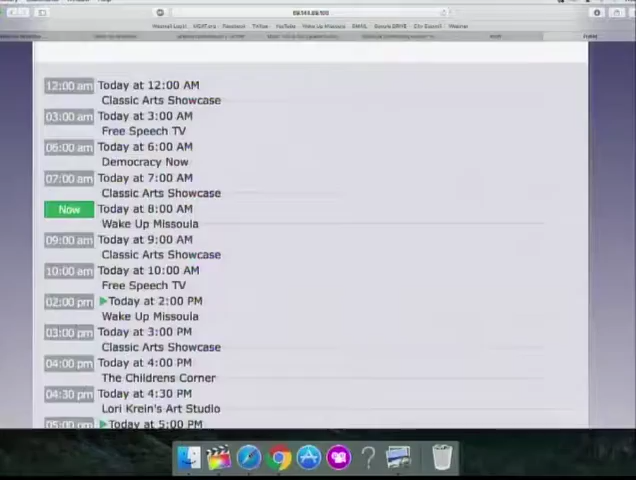 12:00 am Today at 12:00 AM
Classic Arts Showcase
03:00 am Today at 3:00 AM
Free Speech TV
06:00 am Today at 6:00 AM
Democracy Now
07:00 am Today at 7:00 AM
Classic Arts Showcase
Now Today at 8:00 AM
Wake Up Missoula
09:00 am Today at 9:00 AM
Classic Arts Showcase
10:00 am Today at 10:00 AM
Free Speech TV
02:00 pm Today at 2:00 PM
Wake Up Missoula
03:00 pm Today at 3:00 PM
Classic Arts Showcase
04:00 pm Today at 4:00 PM
The Childrens Corner
04:30 pm Today at 4:30 PM
Lori Krein's Art Studio
05:00 pm Today at 5:00 PM